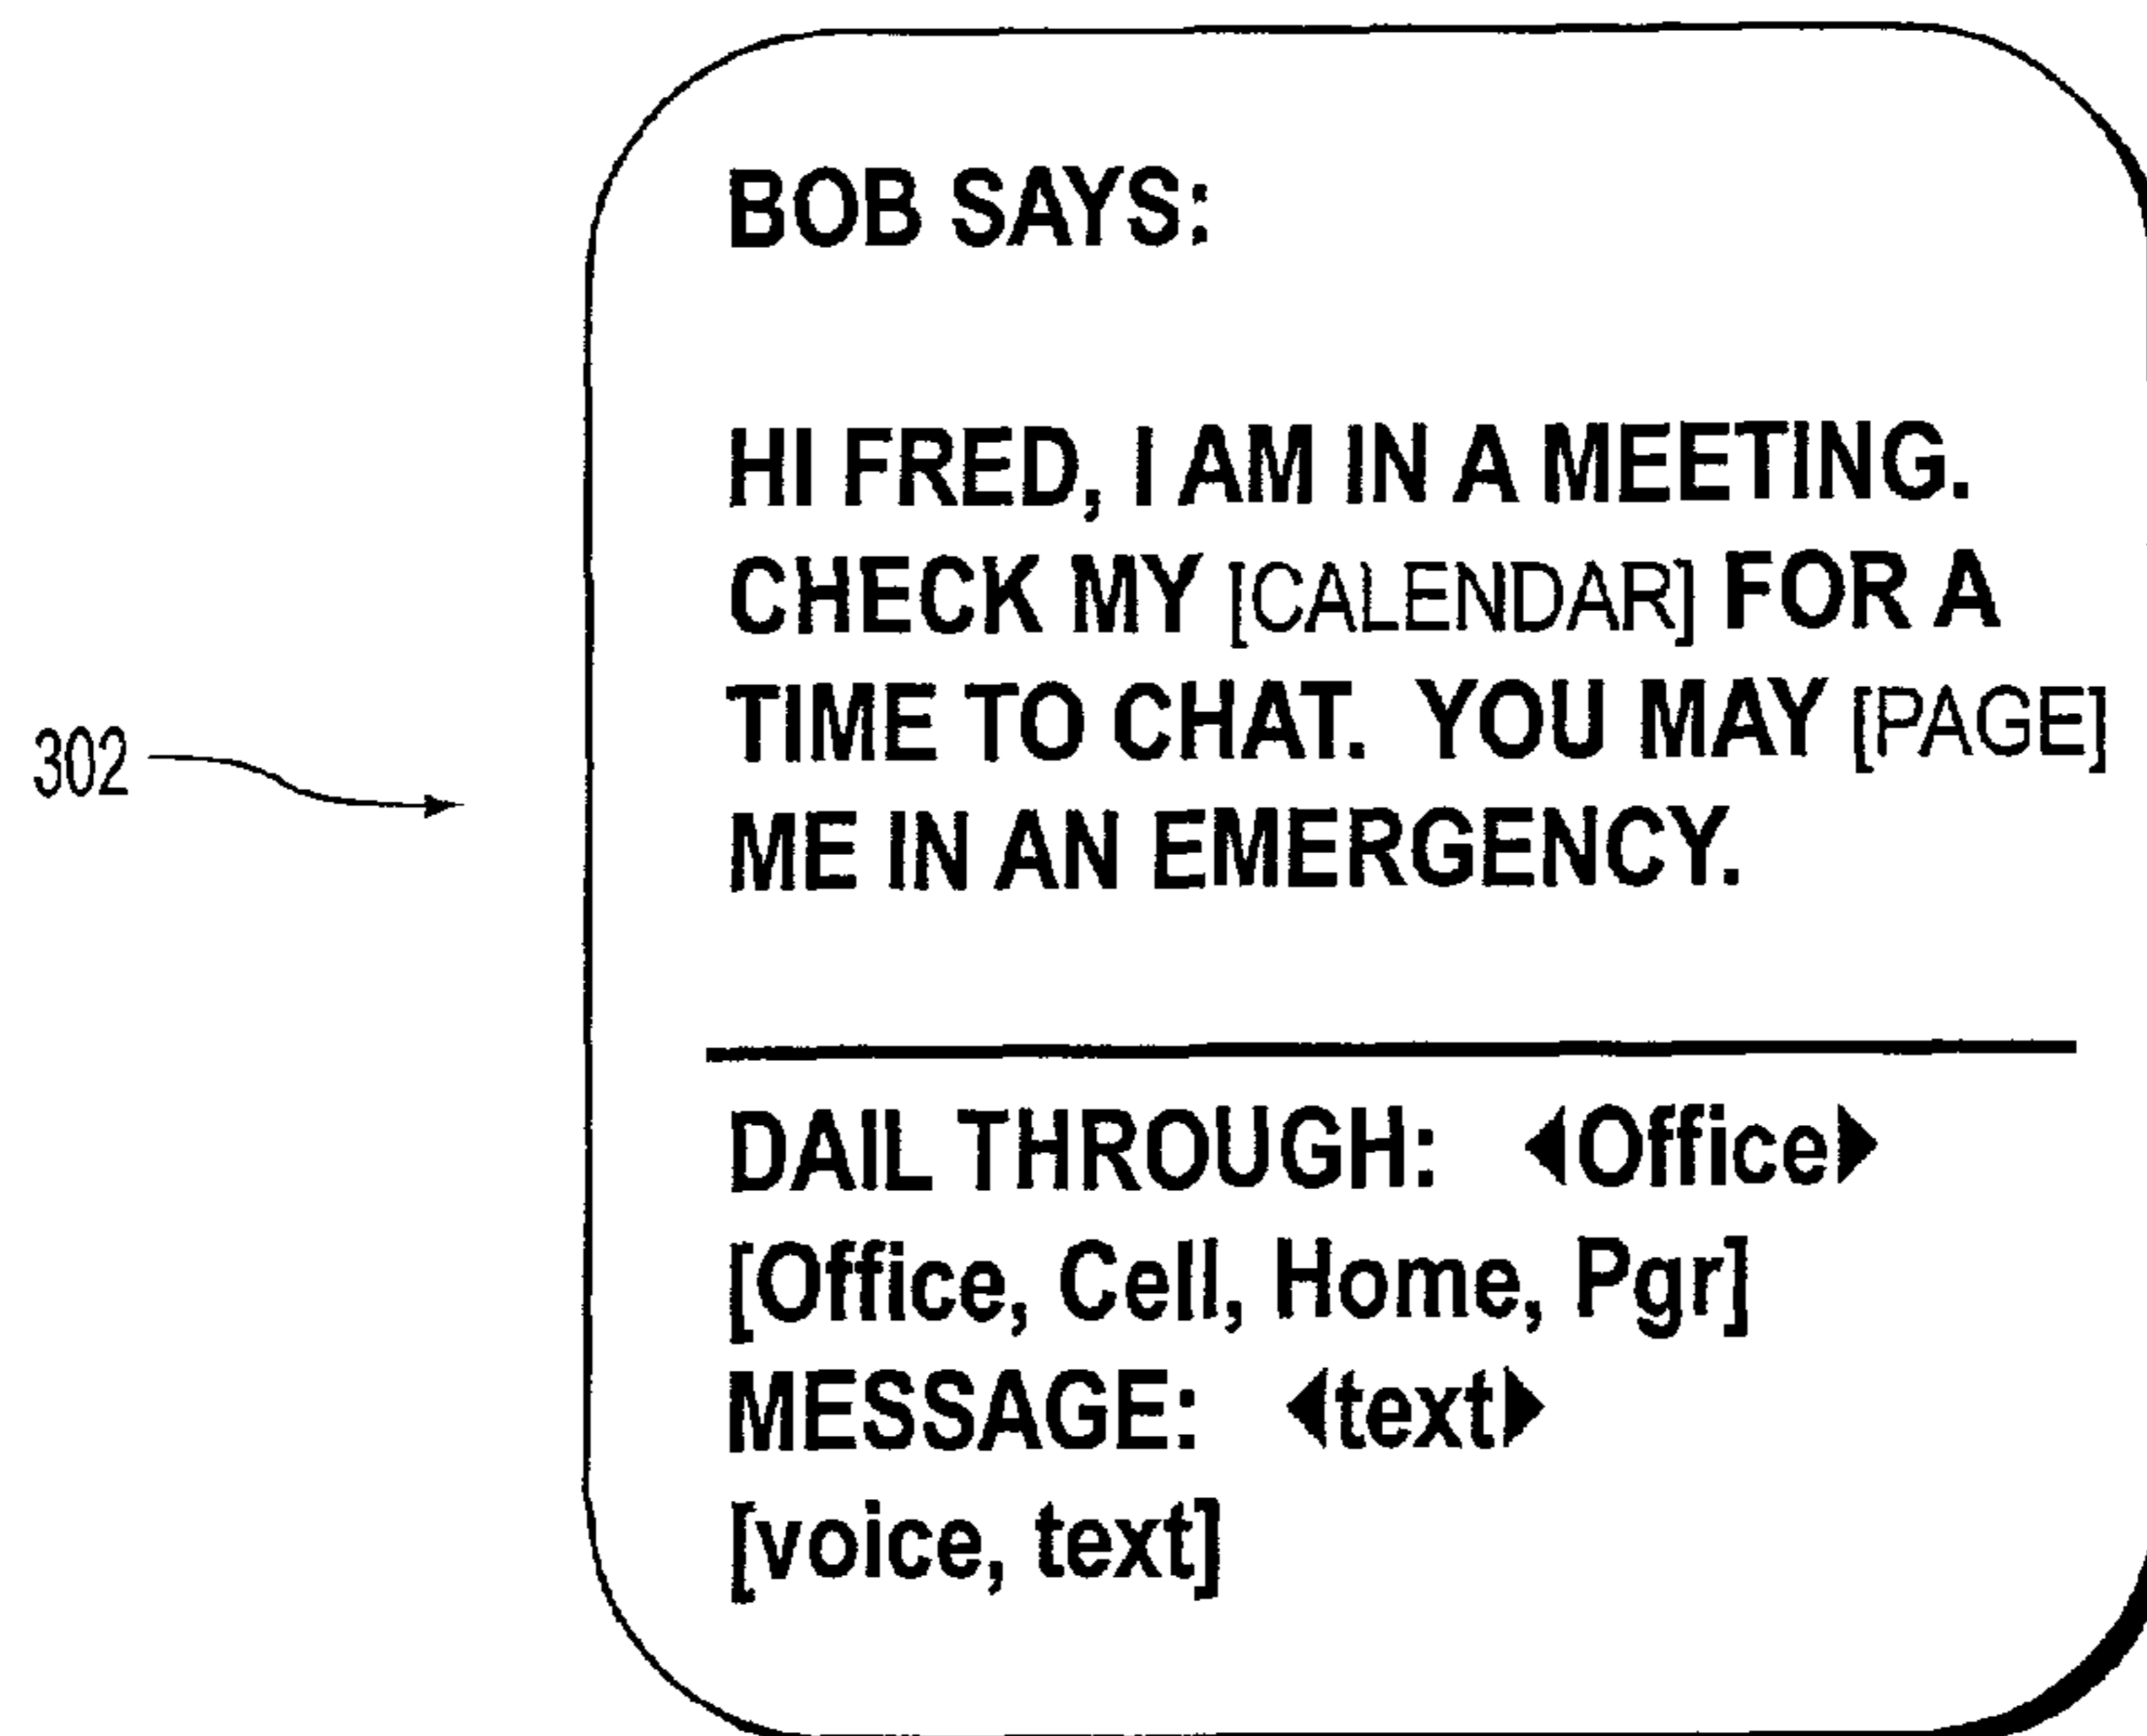 BOB SAYS:
HI FRED, I AM IN A MEETING.
CHECK MY [CALENDAR] FOR A
TIME TO CHAT. YOU MAY [PAGE]
ME IN AN EMERGENCY.
302
DAIL THROUGH: ◀Office▶
[Office, Cell, Home, Pgr]
MESSAGE: ◀text▶
[voice, text]